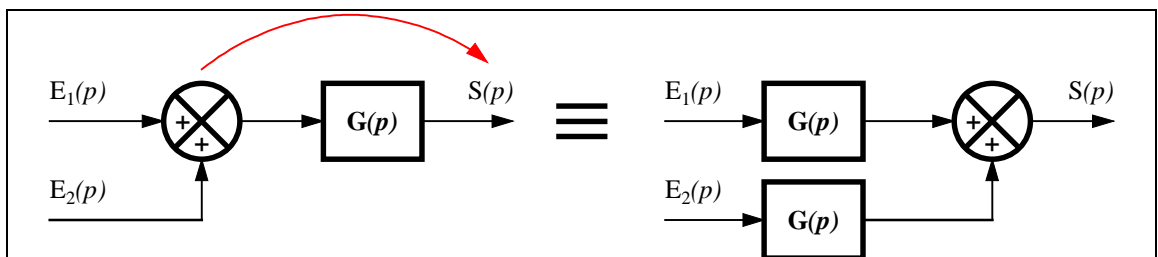 E₁(p)
+
+
G(p)
S(p)
E₂(p)
≡
E₁(p)
G(p)
+
+
S(p)
E₂(p)
G(p)